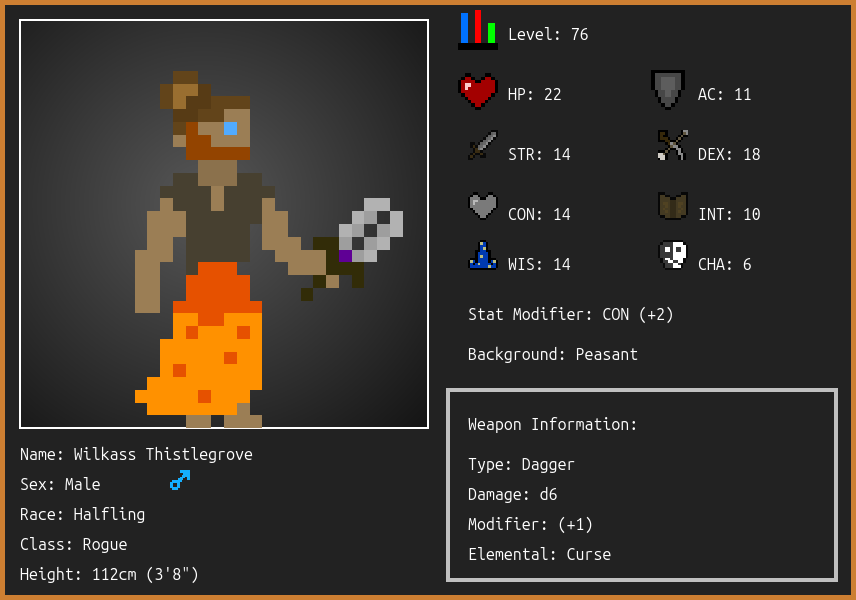 Level: 76
HP: 22
AC: 11
STR: 14
DEX: 18
CON: 14
INT: 10
WIS: 14
CHA: 6
Stat Modifier: CON (+2)
Background: Peasant
Weapon Information:
Type: Dagger
Damage: d6
Modifier: (+1)
Elemental: Curse
Name: Wilkass Thistlegrove
Sex: Male
Race: Halfling
Class: Rogue
Height: 112cm (3'8")